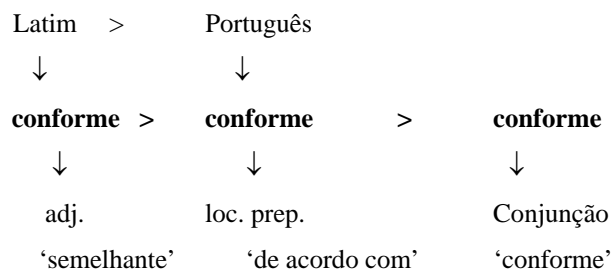 Latim > Português
↓ ↓
conforme > conforme > conforme
↓ ↓ ↓
adj. loc. prep. Conjunção
‘semelhante’ ‘de acordo com’ ‘conforme’